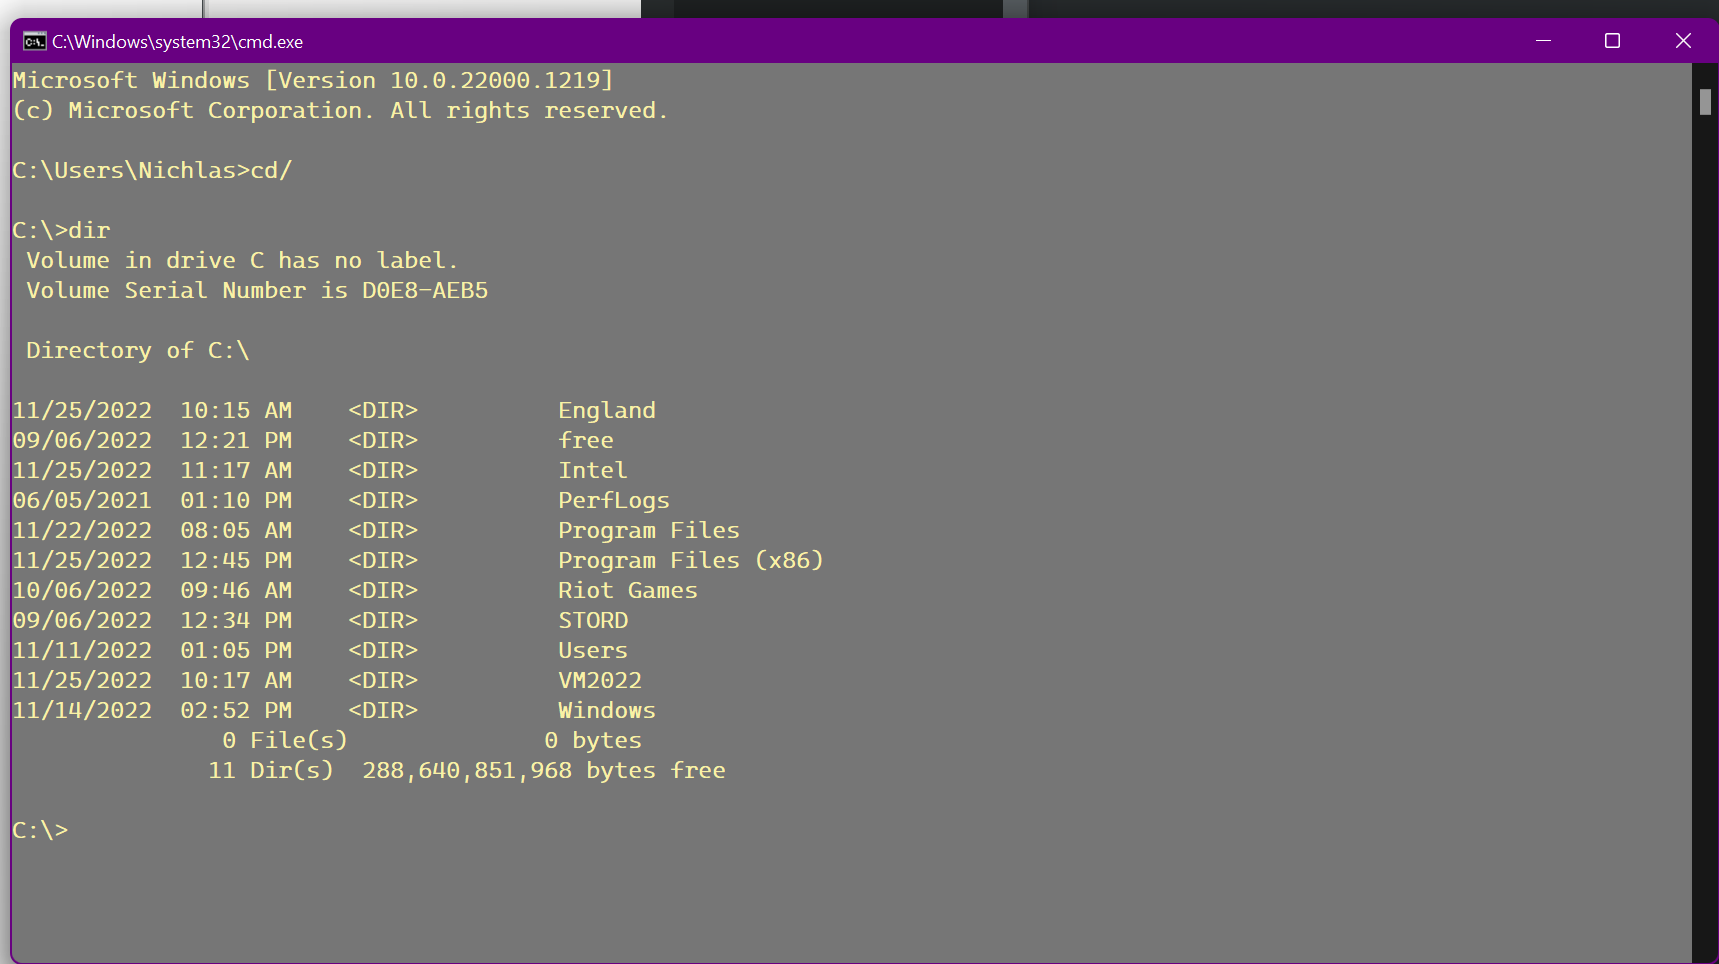 C:\Windows\system32\cmd.exe
Microsoft Windows [Version 10.0.22000.1219]
(c) Microsoft Corporation. All rights reserved.
C:\Users\Nichlas>cd/
C:\>dir
 Volume in drive C has no label.
 Volume Serial Number is D0E8-AEB5
 Directory of C:\
11/25/2022  10:15 AM    <DIR>          England
09/06/2022  12:21 PM    <DIR>          free
11/25/2022  11:17 AM    <DIR>          Intel
06/05/2021  01:10 PM    <DIR>          PerfLogs
11/22/2022  08:05 AM    <DIR>          Program Files
11/25/2022  12:45 PM    <DIR>          Program Files (x86)
10/06/2022  09:46 AM    <DIR>          Riot Games
09/06/2022  12:34 PM    <DIR>          STORD
11/11/2022  01:05 PM    <DIR>          Users
11/25/2022  10:17 AM    <DIR>          VM2022
11/14/2022  02:52 PM    <DIR>          Windows
               0 File(s)              0 bytes
              11 Dir(s)  288,640,851,968 bytes free
C:\>